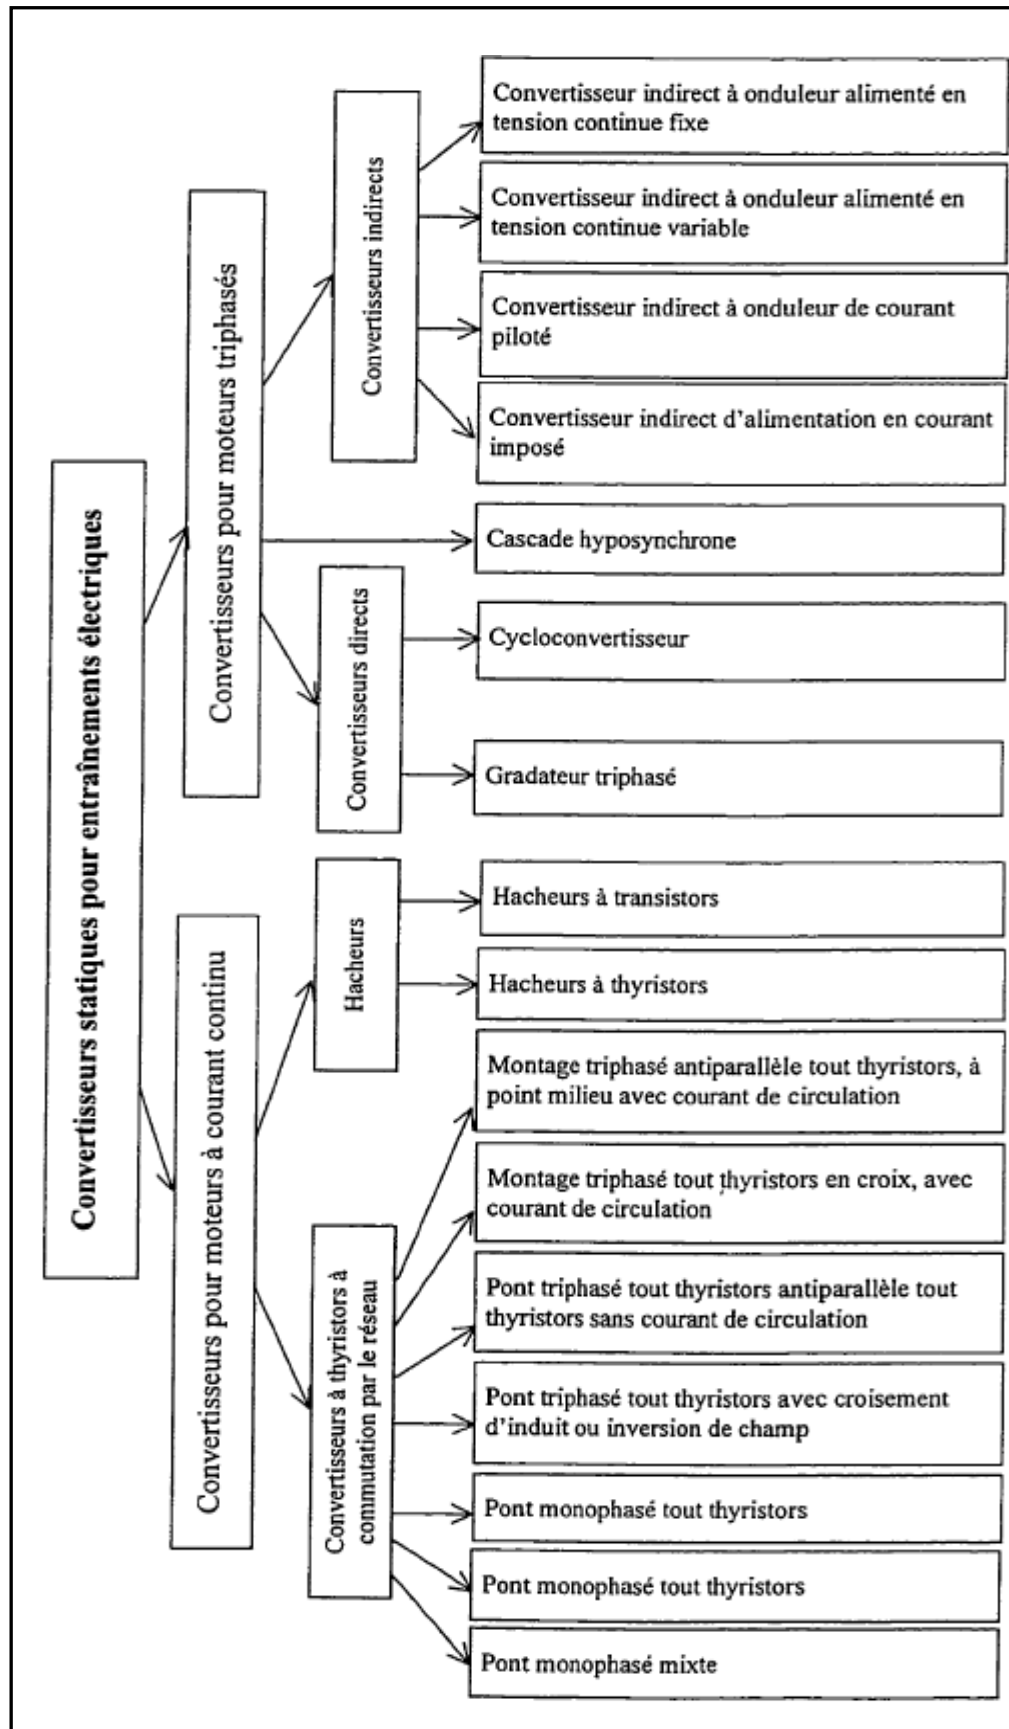 Convertisseurs statiques pour entraînements électriques
Convertisseurs pour moteurs triphasés
Convertisseurs indirects
Convertisseur indirect à onduleur alimenté en
tension continue fixe
Convertisseur indirect à onduleur alimenté en
tension continue variable
Convertisseur indirect à onduleur de courant
piloté
Convertisseur indirect d'alimentation en courant
imposé
Cascade hyposynchrone
Convertisseurs directs
Cycloconvertisseur
Gradateur triphasé
Convertisseurs pour moteurs à courant continu
Hacheurs
Hacheurs à transistors
Hacheurs à thyristors
Convertisseurs à thyristors à
commutation par le réseau
Montage triphasé antiparallèle tout thyristors, à
point milieu avec courant de circulation
Montage triphasé tout thyristors en croix, avec
courant de circulation
Pont triphasé tout thyristors antiparallèle tout
thyristors sans courant de circulation
Pont triphasé tout thyristors avec croisement
d'induit ou inversion de champ
Pont monophasé tout thyristors
Pont monophasé tout thyristors
Pont monophasé mixte